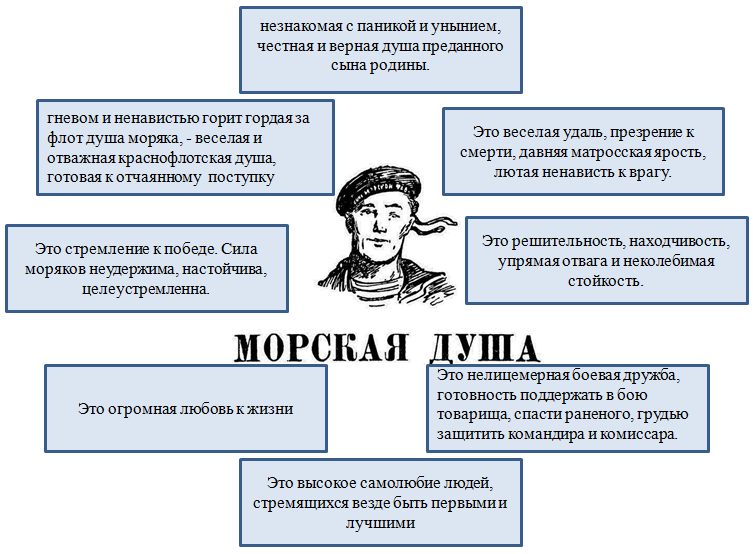 незнакомая с паникой и унынием,
честная и верная душа преданного
сына родины.
гневом и ненавистью горит гордая за
флот душа моряка, - веселая и
отважная краснофлотская душа,
готовая к отчаянному поступку
Это веселая удаль, презрение к
смерти, давняя матросская ярость,
лютая ненависть к врагу.
Это стремление к победе. Сила
моряков неудержима, настойчива,
целеустремленна.
Это решительность, находчивость,
упрямая отвага и неколебимая
стойкость.
МОРСКАЯ ДУША
Это огромная любовь к жизни
Это нелицемерная боевая дружба,
готовность поддержать в бою
товарища, спасти раненого, грудью
защитить командира и комиссара.
Это высокое самолюбие людей,
стремящихся везде быть первыми и
лучшими